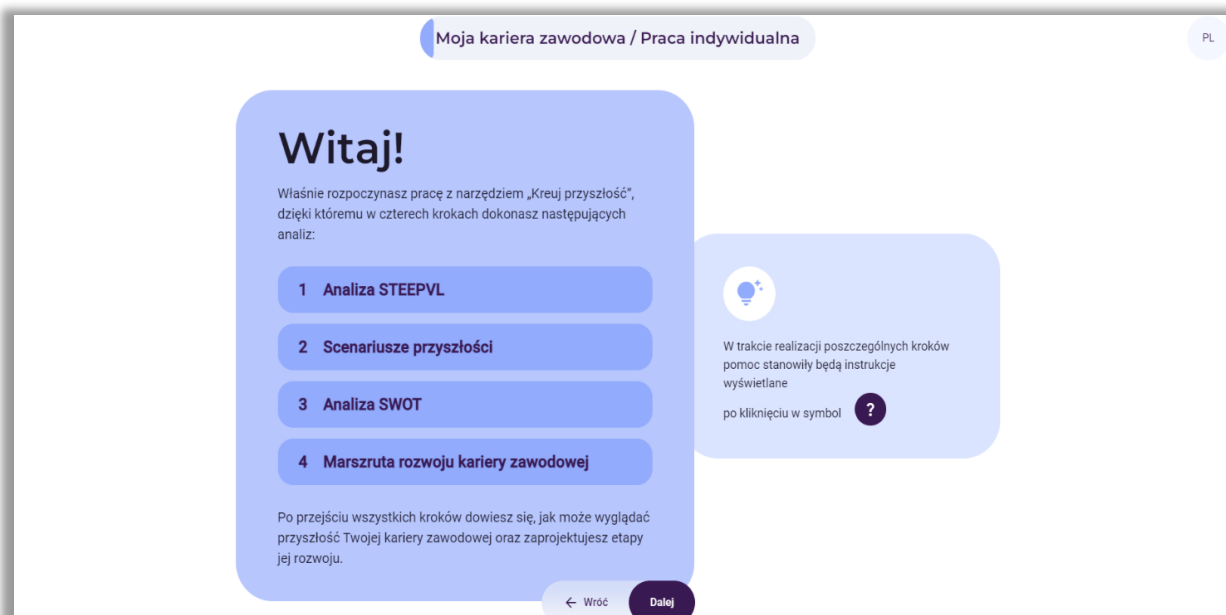 Moja kariera zawodowa / Praca indywidualna
PL
Witaj!
Właśnie rozpoczynasz pracę z narzędziem „Kreuj przyszłość”,
dzięki któremu w czterech krokach dokonasz następujących
analiz:
1 Analiza STEEPVL
2 Scenariusze przyszłości
3 Analiza SWOT
4 Marszruta rozwoju kariery zawodowej
Po przejściu wszystkich kroków dowiesz się, jak może wyglądać
przyszłość Twojej kariery zawodowej oraz zaprojektujesz etapy
jej rozwoju.
W trakcie realizacji poszczególnych kroków
pomoc stanowiły będą instrukcje
wyświetlane
po kliknięciu w symbol ?
← Wróć
Dalej